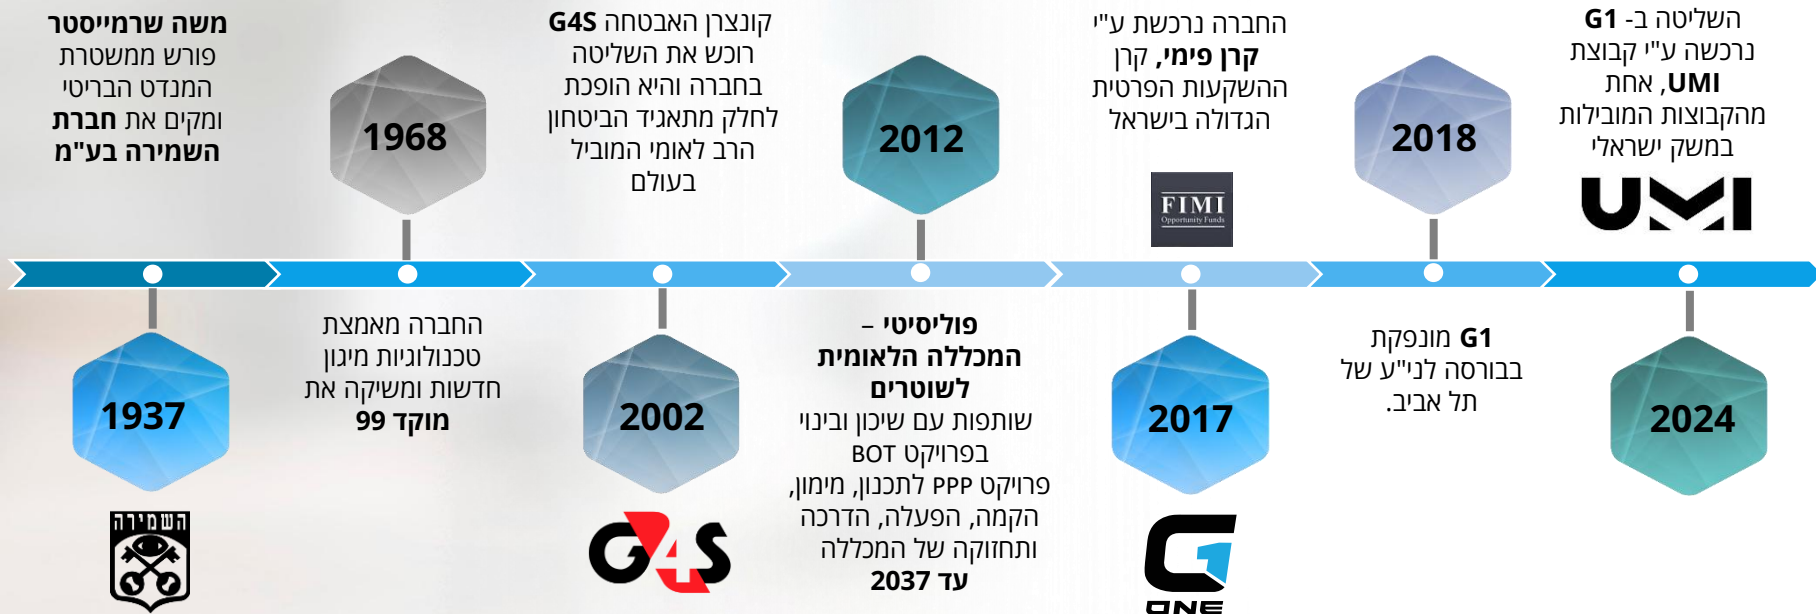 משה שרמייסטר
פורש ממשטרת
המנדט הבריטי
ומקים את חברת
השמירה בע"מ
1937
השמירה
1968
החברה מאמצת
טכנולוגיות מיגון
חדשות ומשיקה את
מוקד 99
קונצרן האבטחה G4S
רוכש את השליטה
בחברה והיא הופכת
לחלק מתאגיד הביטחון
הרב לאומי המוביל
בעולם
2002
G4S
2012
פוליסיטי –
המכללה הלאומית
לשוטרים
שותפות עם שיכון ובינוי
בפרויקט BOT
פרויקט PPP לתכנון, מימון,
הקמה, הפעלה, הדרכה
ותחזוקה של המכללה
עד 2037
החברה נרכשת ע"י
קרן פימי, קרן
ההשקעות הפרטית
הגדולה בישראל
FIMI
Opportunity Funds
2017
G1
ONE
2018
G1 מונפקת
בבורסה לני"ע של
תל אביב.
השליטה ב- G1
נרכשה ע"י קבוצת
UMI, אחת
מהקבוצות המובילות
במשק ישראלי
UMI
2024